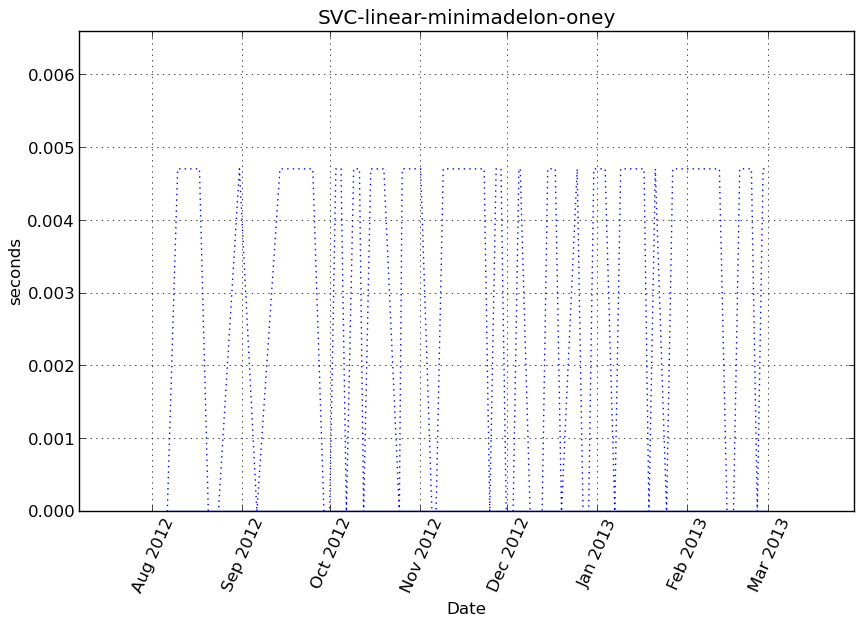 SVC-linear-minimadelon-oney
0.006
0.005
0.004
0.003
0.002
0.001
0.000
seconds
Aug 2012
Sep 2012
Oct 2012
Nov 2012
Dec 2012
Jan 2013
Feb 2013
Mar 2013
Date